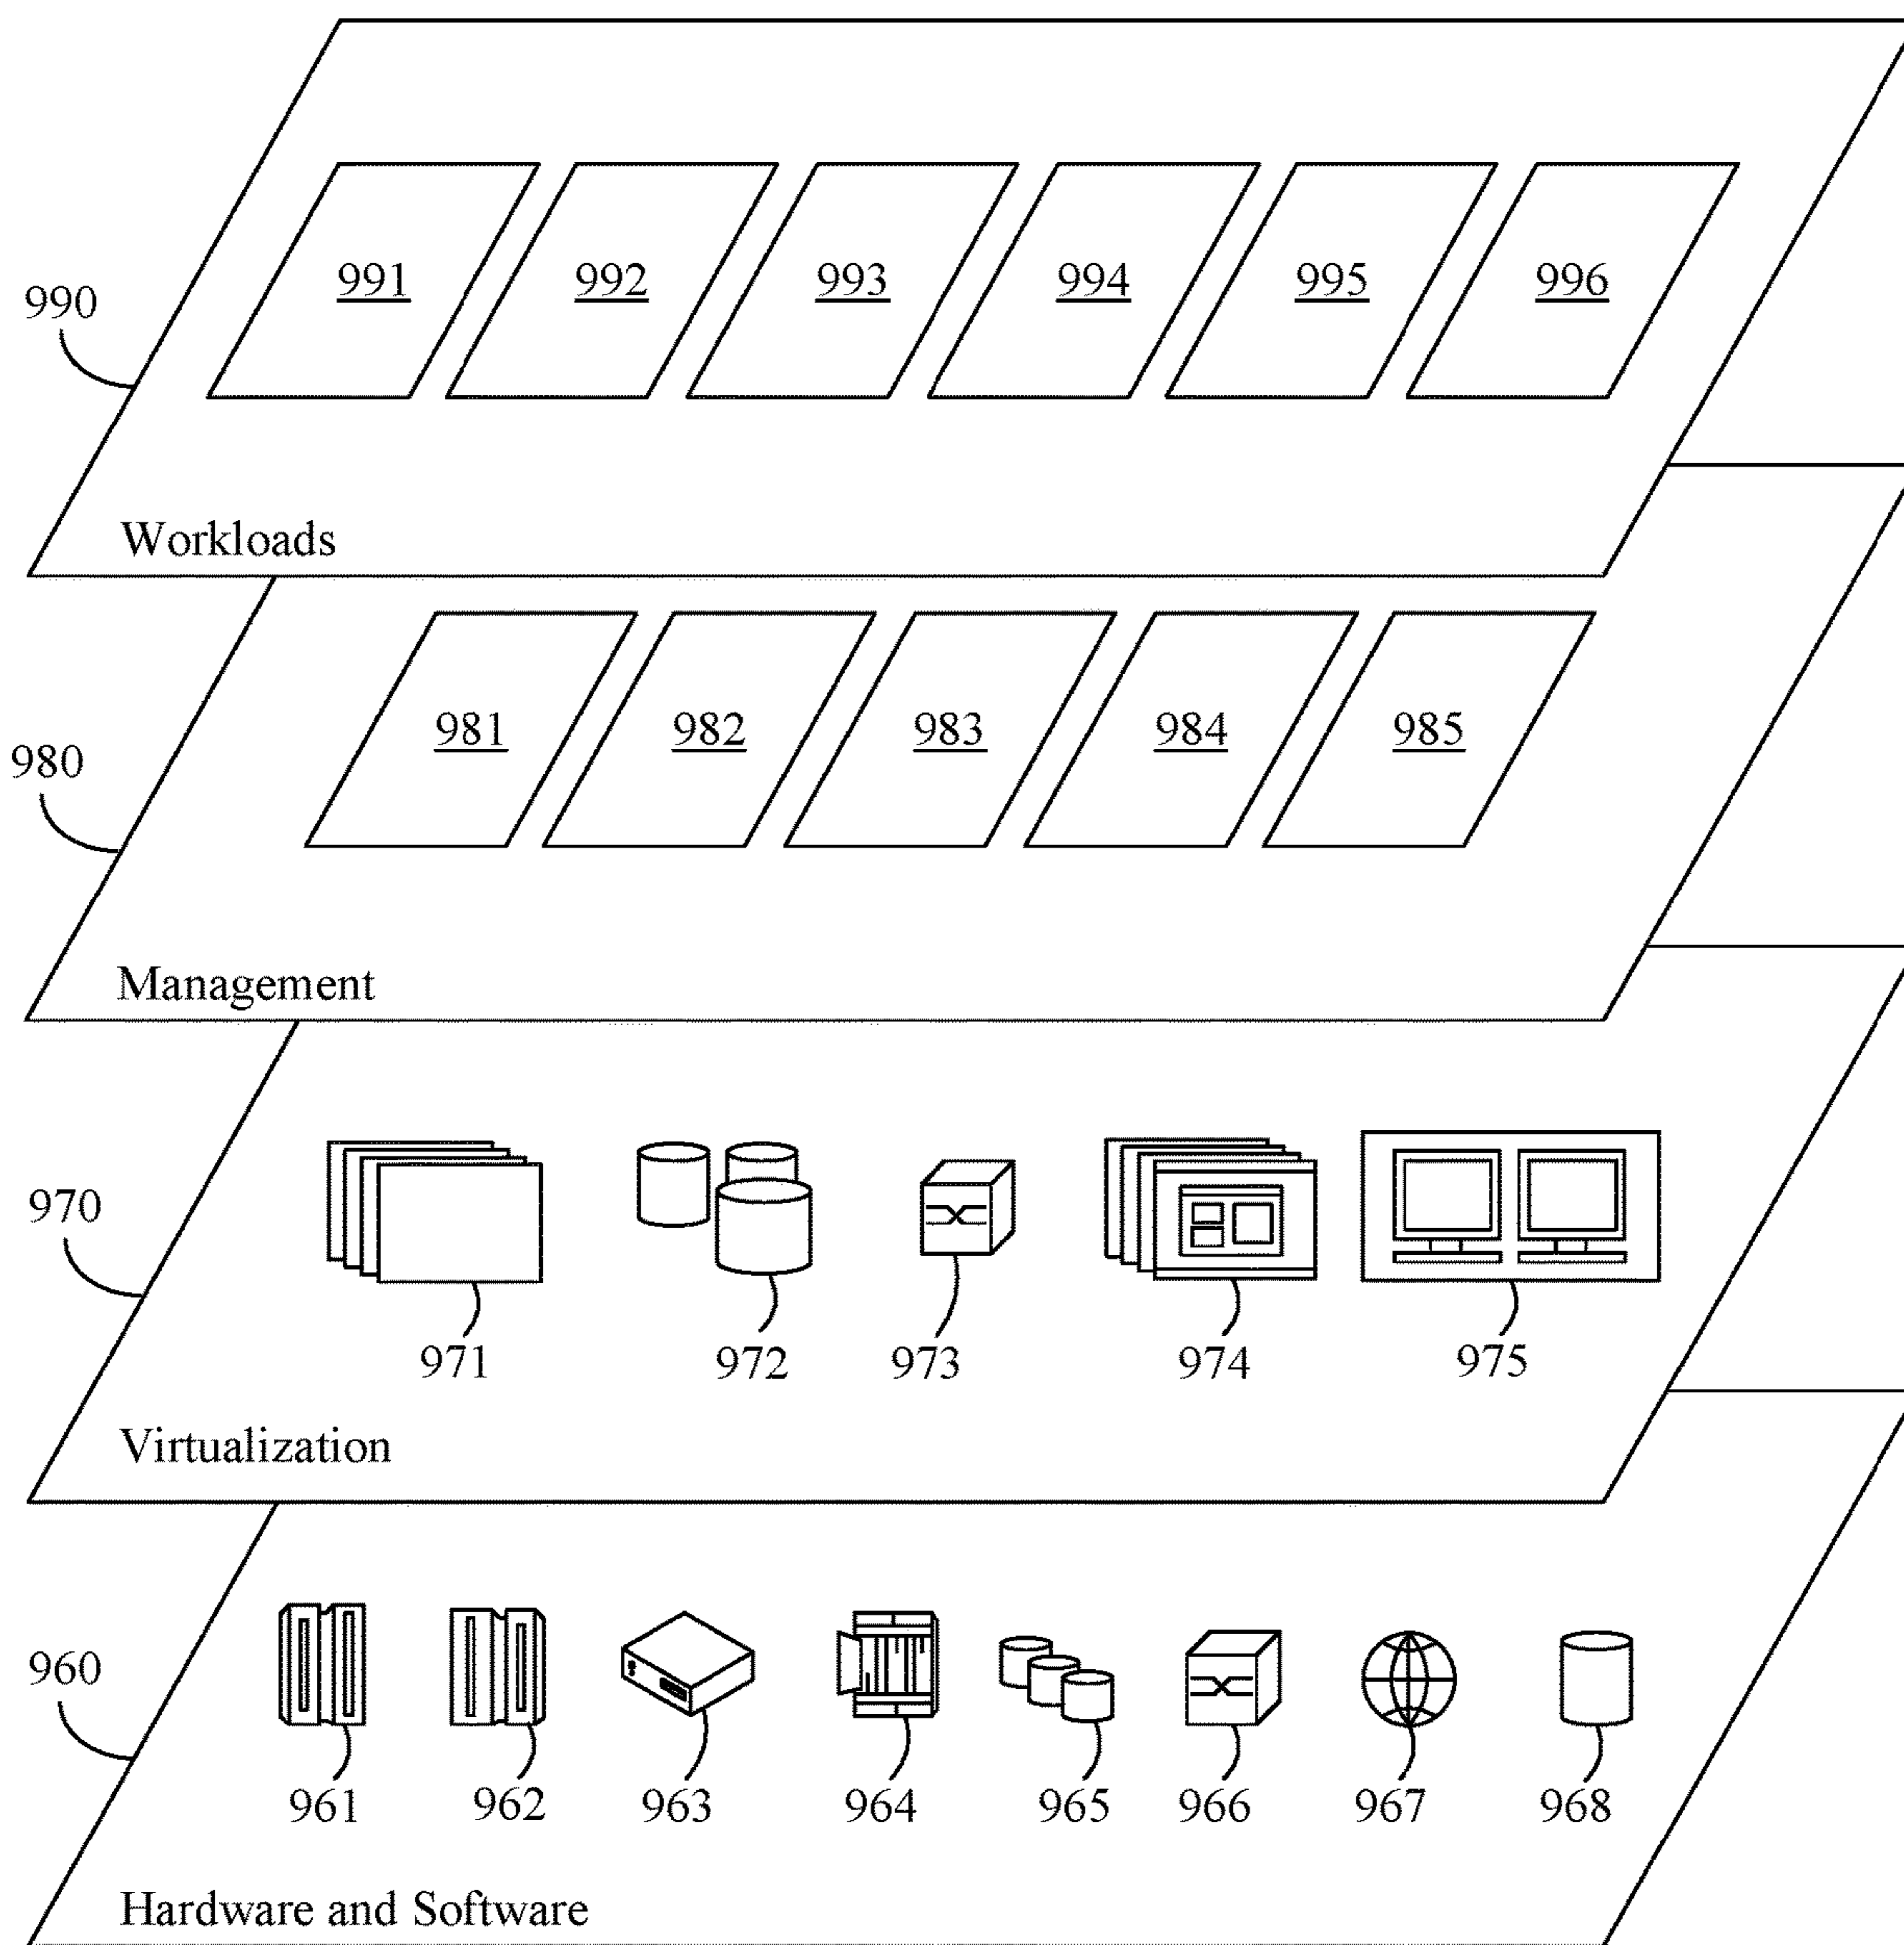 991 992 993 994 995 996
990
Workloads
981 982 983 984 985
980
Management
970
971 972 973 974 975
Virtualization
960
961 962 963 964 965 966 967 968
Hardware and Software